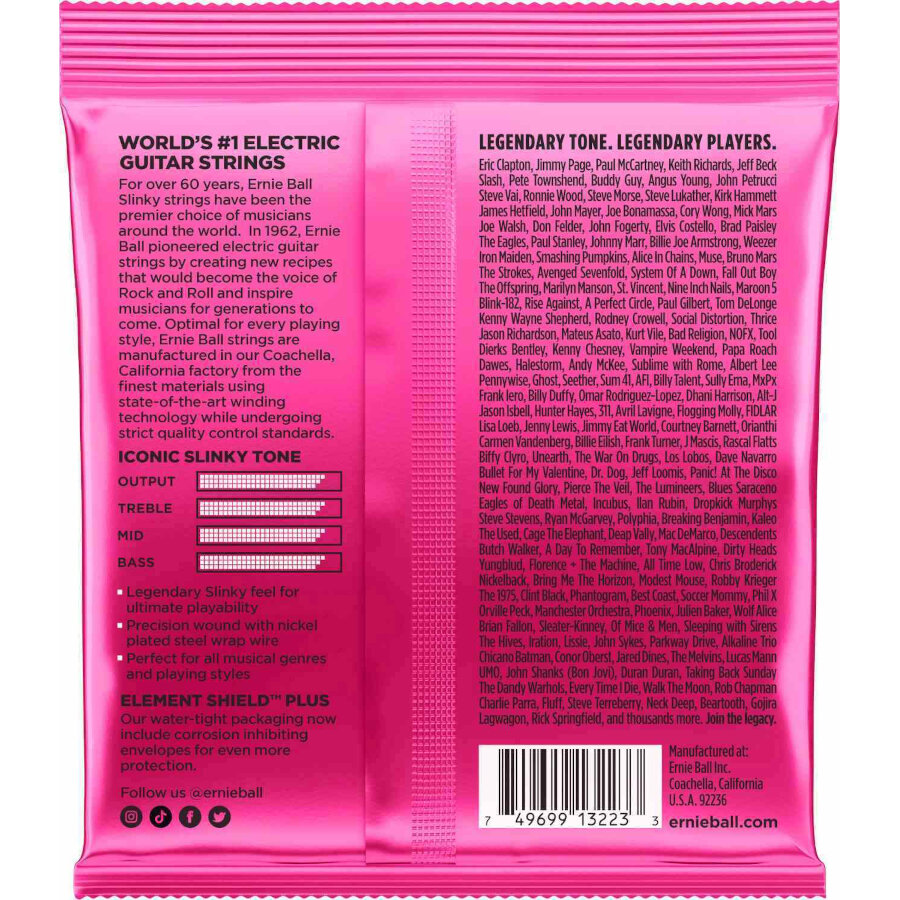 WORLD'S #1 ELECTRIC
GUITAR STRINGS
For over 60 years, Ernie Ball
Slinky strings have been the
premier choice of musicians
around the world. In 1962, Ernie
Ball pioneered electric guitar
strings by creating new recipes
that would become the voice of
Rock and Roll and inspire
musicians for generations to
come. Optimal for every playing
style, Ernie Ball strings are
manufactured in our Coachella,
California factory from the
finest materials using
state-of-the-art winding
technology while undergoing
strict quality control standards.
ICONIC SLINKY TONE
OUTPUT
TREBLE
MID
BASS
Legendary Slinky feel for
ultimate playability
Precision wound with nickel
plated steel wrap wire
Perfect for all musical genres
and playing styles
ELEMENT SHIELD™ PLUS
Our water-tight packaging now
include corrosion inhibiting
envelopes for even more
protection.
Follow us @ernieball
LEGENDARY TONE. LEGENDARY PLAYERS.
Eric Clapton, Jimmy Page, Paul McCartney, Keith Richards, Jeff Beck
Slash, Pete Townshend, Buddy Guy, Angus Young, John Petrucci
Steve Vai, Ronnie Wood, Steve Morse, Steve Lukather, Kirk Hammett
James Hetfield, John Mayer, Joe Bonamassa, Cory Wong, Mick Mars
Joe Walsh, Don Felder, John Fogerty, Elvis Costello, Brad Paisley
The Eagles, Paul Stanley, Johnny Marr, Billie Joe Armstrong, Weezer
Iron Maiden, Smashing Pumpkins, Alice In Chains, Muse, Bruno Mars
The Strokes, Avenged Sevenfold, System Of A Down, Fall Out Boy
The Offspring, Marilyn Manson, St. Vincent, Nine Inch Nails, Maroon 5
Blink-182, Rise Against, A Perfect Circle, Paul Gilbert, Tom DeLonge
Kenny Wayne Shepherd, Rodney Crowell, Social Distortion, Thrice
Jason Richardson, Mateus Asato, Kurt Vile, Bad Religion, NOFX, Tool
Dierks Bentley, Kenny Chesney, Vampire Weekend, Papa Roach
Dawes, Halestorm, Andy McKee, Sublime with Rome, Albert Lee
Pennywise, Ghost, Seether, Sum 41, AFI, Billy Talent, Sully Erna, MxPx
Frank Iero, Billy Duffy, Omar Rodriguez-Lopez, Dhani Harrison, Alt-J
Jason Isbell, Hunter Hayes, 311, Avril Lavigne, Flogging Molly, FIDLAR
Lisa Loeb, Jenny Lewis, Jimmy Eat World, Courtney Barnett, Orianthi
Carmen Vandenberg, Billie Eilish, Frank Turner, J Mascis, Rascal Flatts
Biffy Clyro, Unearth, The War On Drugs, Los Lobos, Dave Navarro
Bullet For My Valentine, Dr. Dog, Jeff Loomis, Panic! At The Disco
New Found Glory, Pierce The Veil, The Lumineers, Blues Saraceno
Eagles of Death Metal, Incubus, Ilan Rubin, Dropkick Murphys
Steve Stevens, Ryan McGarvey, Polyphia, Breaking Benjamin, Kaleo
The Used, Cage The Elephant, Deap Vally, Mac DeMarco, Descendents
Butch Walker, A Day To Remember, Tony MacAlpine, Dirty Heads
Yungblud, Florence + The Machine, All Time Low, Chris Broderick
Nickelback, Bring Me The Horizon, Modest Mouse, Robby Krieger
The 1975, Clint Black, Phantogram, Best Coast, Soccer Mommy, Phil X
Orville Peck, Manchester Orchestra, Phoenix, Julien Baker, Wolf Alice
Brian Fallon, Sleater-Kinney, Of Mice & Men, Sleeping with Sirens
The Hives, Iration, Lissie, John Sykes, Parkway Drive, Alkaline Trio
Chicano Batman, Conor Oberst, Jared Dines, The Melvins, Lucas Mann
UMO, John Shanks (Bon Jovi), Duran Duran, Taking Back Sunday
The Dandy Warhols, Every Time I Die, Walk The Moon, Rob Chapman
Charlie Parra, Fluff, Steve Terreberry, Neck Deep, Beartooth, Gojira
Lagwagon, Rick Springfield, and thousands more. Join the legacy.
7 49699 13223 3
Manufactured at:
Ernie Ball Inc.
Coachella, California
U.S.A. 92236
ernieball.com